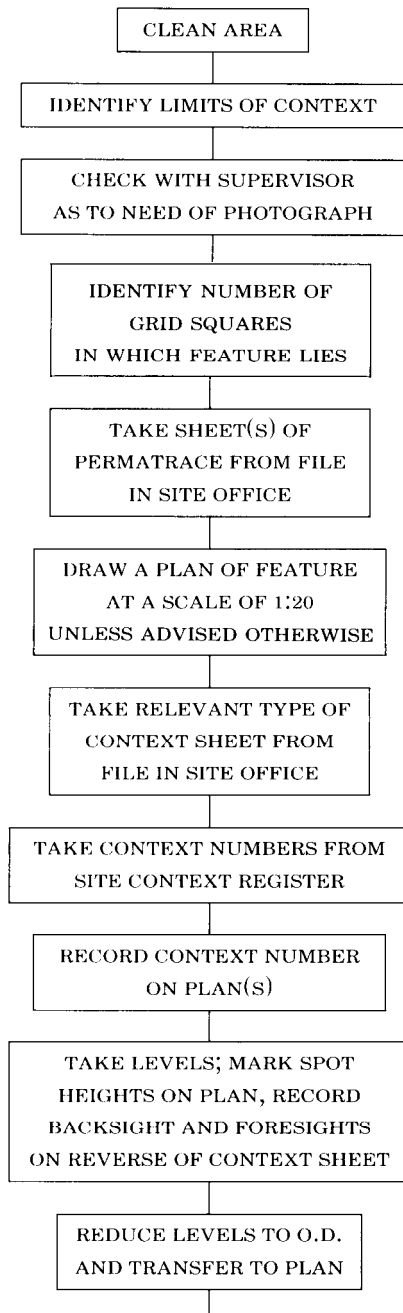 CLEAN AREA
IDENTIFY LIMITS OF CONTEXT
CHECK WITH SUPERVISOR
AS TO NEED OF PHOTOGRAPH
IDENTIFY NUMBER OF
GRID SQUARES
IN WHICH FEATURE LIES
TAKE SHEET(S) OF
PERMATRACE FROM FILE
IN SITE OFFICE
DRAW A PLAN OF FEATURE
AT A SCALE OF 1:20
UNLESS ADVISED OTHERWISE
TAKE RELEVANT TYPE OF
CONTEXT SHEET FROM
FILE IN SITE OFFICE
TAKE CONTEXT NUMBERS FROM
SITE CONTEXT REGISTER
RECORD CONTEXT NUMBER
ON PLAN(S)
TAKE LEVELS; MARK SPOT
HEIGHTS ON PLAN, RECORD
BACKSIGHT AND FORESIGHTS
ON REVERSE OF CONTEXT SHEET
REDUCE LEVELS TO O.D.
AND TRANSFER TO PLAN